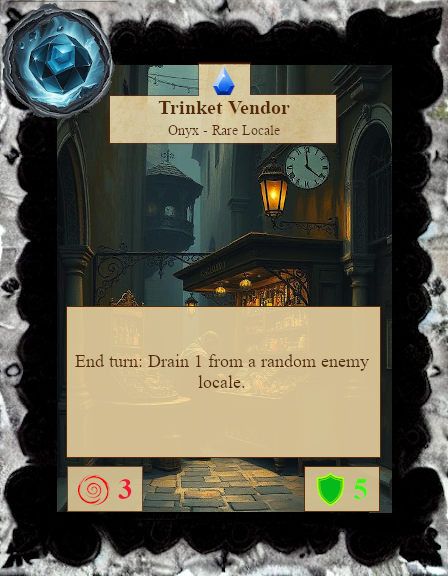 Trinket Vendor
Onyx - Rare Locale
End turn: Drain 1 from a random enemy
locale.
3
5